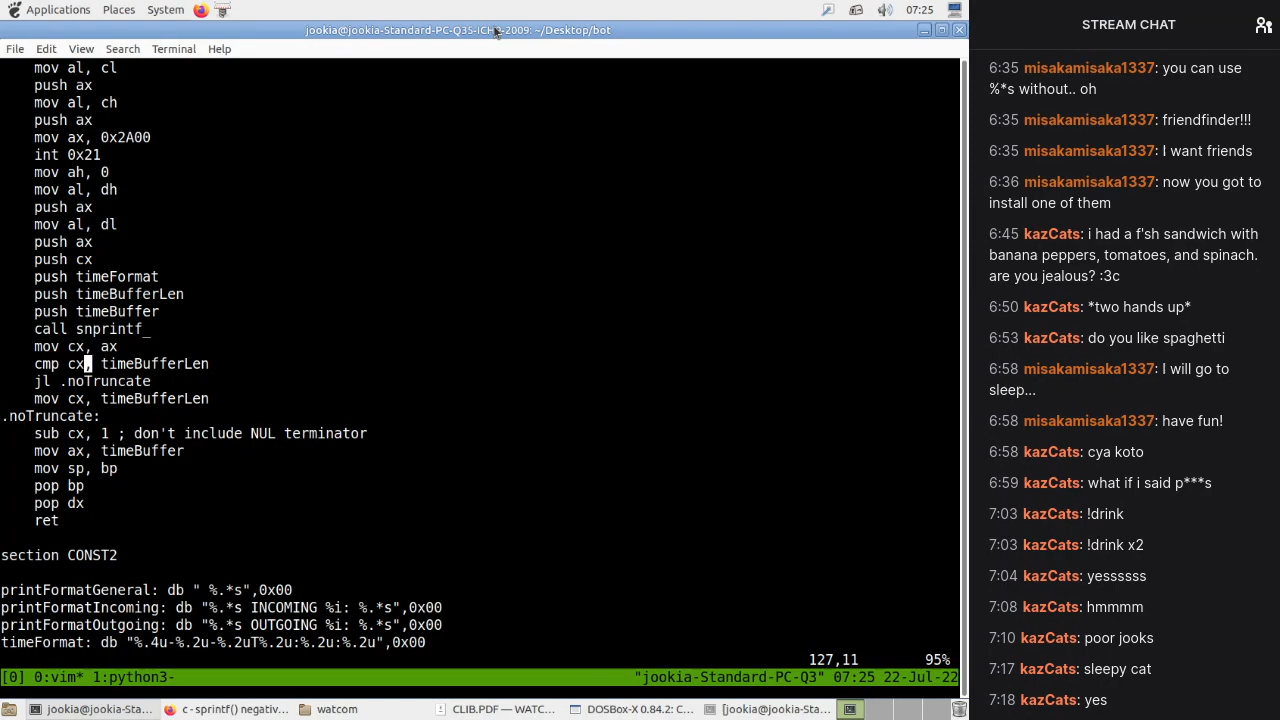 Applications Places System 07:25
jookia@jookia-Standard-PC-Q35-ICH9-2009: ~/Desktop/bot
File Edit View Search Terminal Help
mov al, cl
push ax
mov al, ch
push ax
mov ax, 0x2A00
int 0x21
mov ah, 0
mov al, dh
push ax
mov al, dl
push ax
push cx
push timeFormat
push timeBufferLen
push timeBuffer
call snprintf_
mov cx, ax
cmp cx, timeBufferLen
jl .noTruncate
mov cx, timeBufferLen
.noTruncate:
sub cx, 1 ; don't include NUL terminator
mov ax, timeBuffer
mov sp, bp
pop bp
pop dx
ret
section CONST2
printFormatGeneral: db " %.*s",0x00
printFormatIncoming: db "%.*s INCOMING %i: %.*s",0x00
printFormatOutgoing: db "%.*s OUTGOING %i: %.*s",0x00
timeFormat: db "%.4u-%.2u-%.2uT%.2u:%.2u:%.2u",0x00
127,11 95%
[0] 0:vim* 1:python3- "jookia-Standard-PC-Q3" 07:25 22-Jul-22
jookia@jookia-Sta... c - sprintf() negativ... watcom CLIB.PDF — WATC... DOSBox-X 0.84.2: C... [jookia@jookia-Sta...
STREAM CHAT
6:35 misakamisaka1337: you can use
%*s without.. oh
6:35 misakamisaka1337: friendfinder!!!
6:35 misakamisaka1337: I want friends
6:36 misakamisaka1337: now you got to
install one of them
6:45 kazCats: i had a f'sh sandwich with
banana peppers, tomatoes, and spinach.
are you jealous? :3c
6:50 kazCats: *two hands up*
6:53 kazCats: do you like spaghetti
6:58 misakamisaka1337: I will go to
sleep...
6:58 misakamisaka1337: have fun!
6:58 kazCats: cya koto
6:59 kazCats: what if i said p***s
7:03 kazCats: !drink
7:03 kazCats: !drink x2
7:04 kazCats: yessssss
7:08 kazCats: hmmmm
7:10 kazCats: poor jooks
7:17 kazCats: sleepy cat
7:18 kazCats: yes